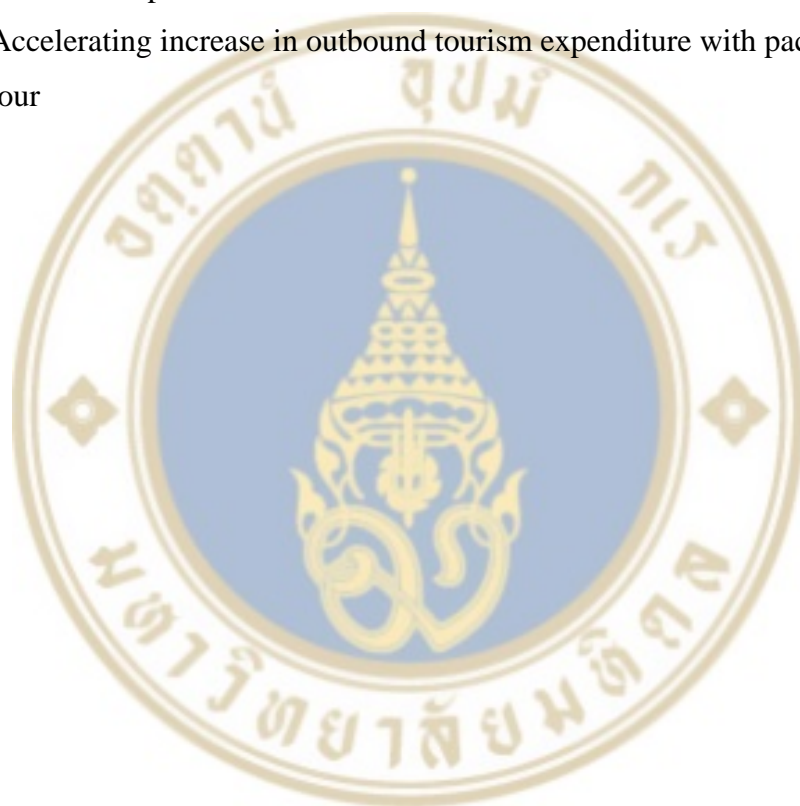 Accelerating increase in outbound tourism expenditure with pac
our
อตฺตานํ อุปมํ กเร
มหาวิทยาลัยมหิดล